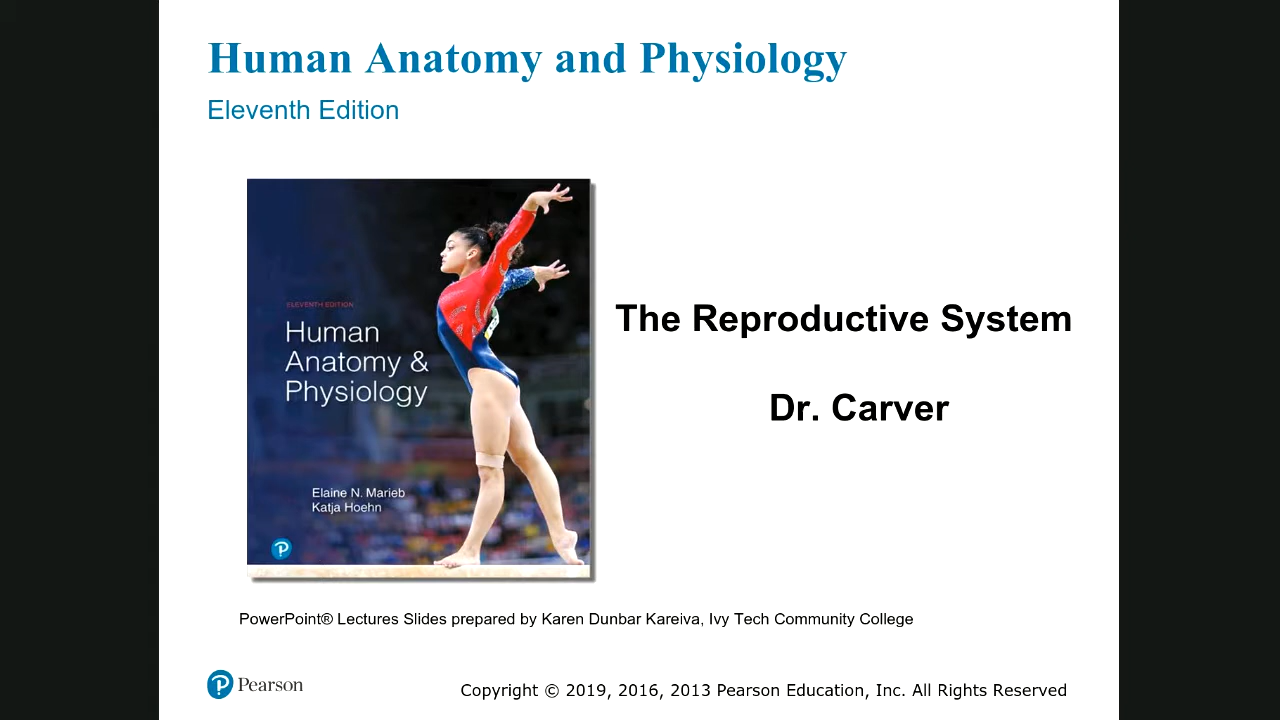 Human Anatomy and Physiology
Eleventh Edition
ELEVENTH EDITION
Human
Anatomy &
Physiology
Elaine N. Marieb
Katja Hoehn
The Reproductive System
Dr. Carver
PowerPoint® Lectures Slides prepared by Karen Dunbar Kareiva, Ivy Tech Community College
Pearson
Copyright © 2019, 2016, 2013 Pearson Education, Inc. All Rights Reserved